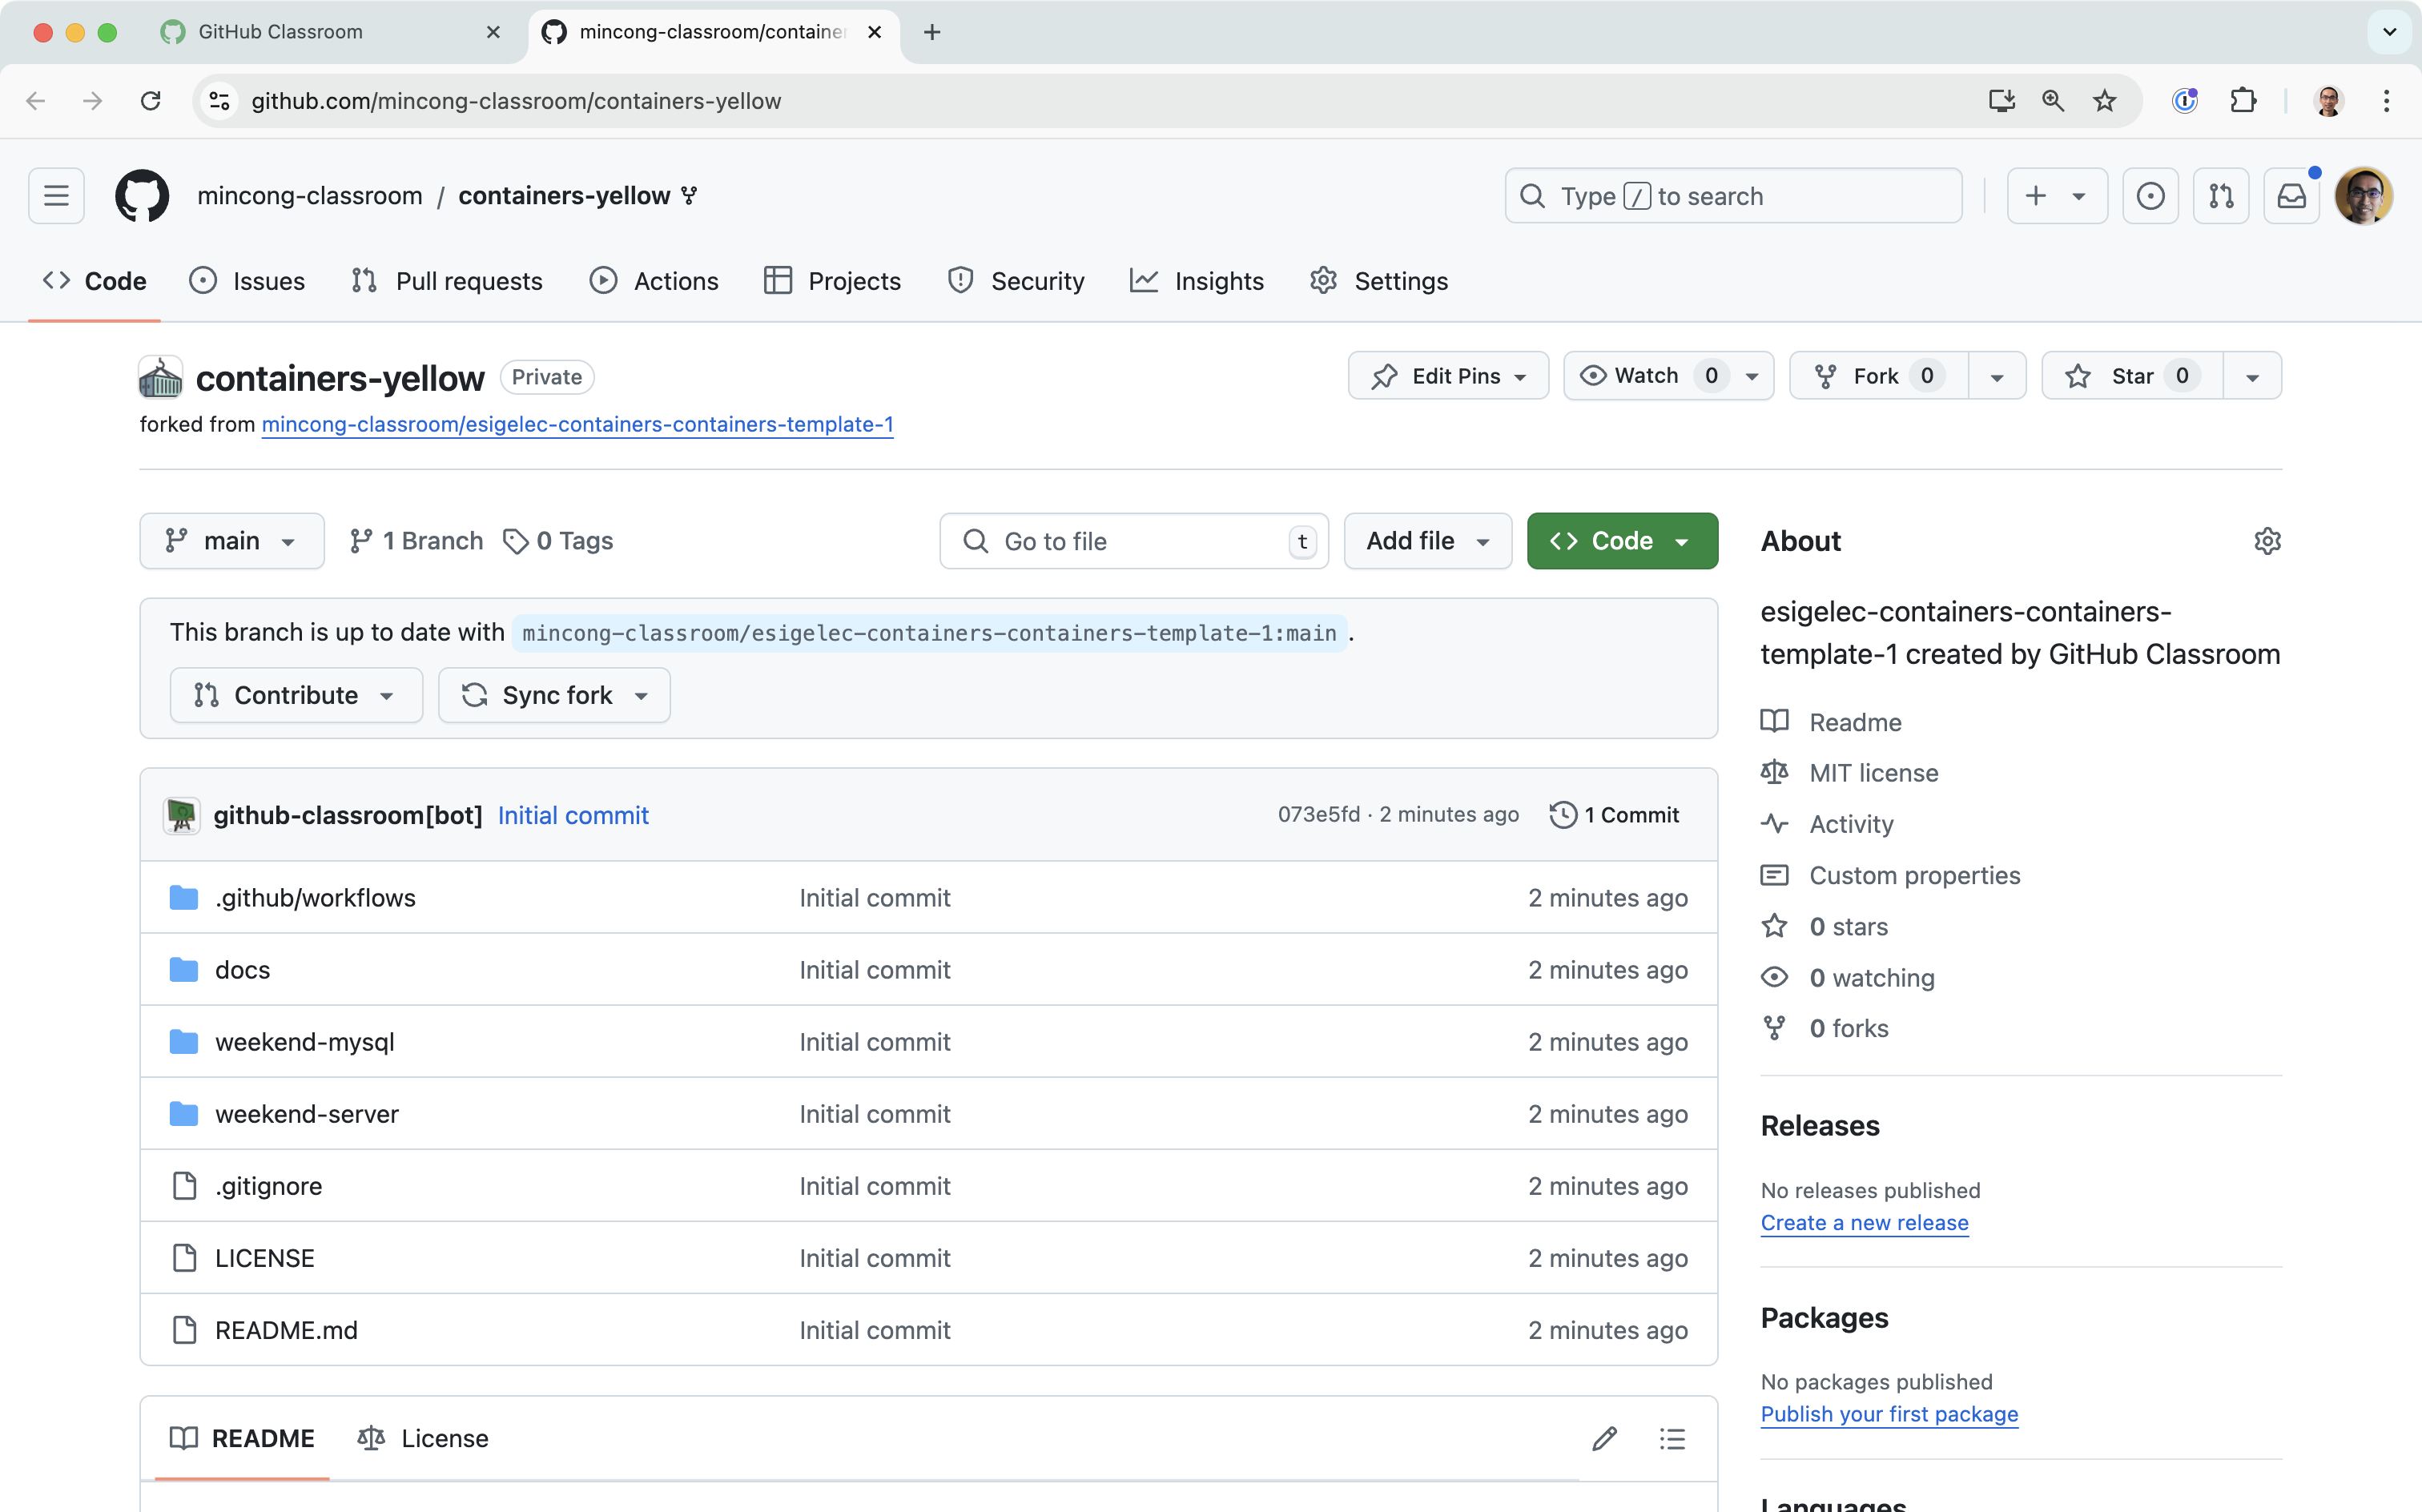 GitHub Classroom
mincong-classroom/container
github.com/mincong-classroom/containers-yellow
mincong-classroom / containers-yellow
Type / to search
Code
Issues
Pull requests
Actions
Projects
Security
Insights
Settings
containers-yellow
Private
Edit Pins
Watch 0
Fork 0
Star 0
forked from mincong-classroom/esigelec-containers-containers-template-1
main
1 Branch
0 Tags
Go to file
t
Add file
Code
This branch is up to date with mincong-classroom/esigelec-containers-containers-template-1:main .
Contribute
Sync fork
github-classroom[bot] Initial commit
073e5fd · 2 minutes ago
1 Commit
.github/workflows
Initial commit
2 minutes ago
docs
Initial commit
2 minutes ago
weekend-mysql
Initial commit
2 minutes ago
weekend-server
Initial commit
2 minutes ago
.gitignore
Initial commit
2 minutes ago
LICENSE
Initial commit
2 minutes ago
README.md
Initial commit
2 minutes ago
README
License
About
esigelec-containers-containers-
template-1 created by GitHub Classroom
Readme
MIT license
Activity
Custom properties
0 stars
0 watching
0 forks
Releases
No releases published
Create a new release
Packages
No packages published
Publish your first package
Languages